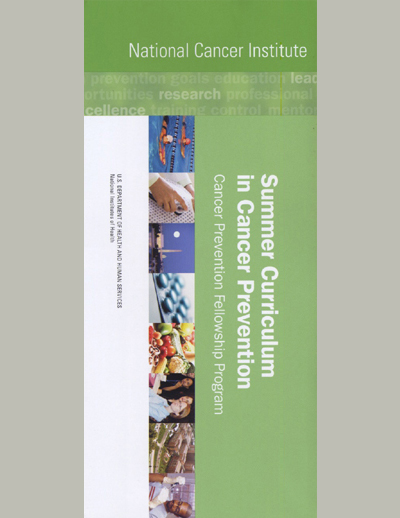 National Cancer Institute
prevention goals education lead
ortunities research professional
cellence training control mentor
Summer Curriculum
in Cancer Prevention
Cancer Prevention Fellowship Program
U.S. DEPARTMENT OF HEALTH AND HUMAN SERVICES
National Institutes of Health